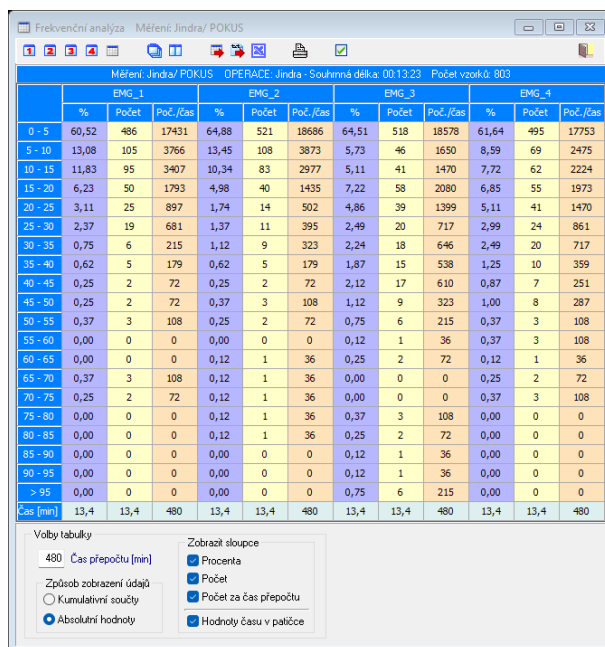 Frekvenční analýza Měření: Jindra/ POKUS
1 2 3 4
Měření: Jindra/ POKUS OPERACE: Jindra - Souhrnná délka: 00:13:23 Počet vzorků: 803
EMG_1 EMG_2 EMG_3 EMG_4
% Počet Poč./čas % Počet Poč./čas % Počet Poč./čas % Počet Poč./čas
0 - 5 60,52 486 17431 64,88 521 18686 64,51 518 18578 61,64 495 17753
5 - 10 13,08 105 3766 13,45 108 3873 5,73 46 1650 8,59 69 2475
10 - 15 11,83 95 3407 10,34 83 2977 5,11 41 1470 7,72 62 2224
15 - 20 6,23 50 1793 4,98 40 1435 7,22 58 2080 6,85 55 1973
20 - 25 3,11 25 897 1,74 14 502 4,86 39 1399 5,11 41 1470
25 - 30 2,37 19 681 1,37 11 395 2,49 20 717 2,99 24 861
30 - 35 0,75 6 215 1,12 9 323 2,24 18 646 2,49 20 717
35 - 40 0,62 5 179 0,62 5 179 1,87 15 538 1,25 10 359
40 - 45 0,25 2 72 0,25 2 72 2,12 17 610 0,87 7 251
45 - 50 0,25 2 72 0,37 3 108 1,12 9 323 1,00 8 287
50 - 55 0,37 3 108 0,25 2 72 0,75 6 215 0,37 3 108
55 - 60 0,00 0 0 0,00 0 0 0,12 1 36 0,37 3 108
60 - 65 0,00 0 0 0,12 1 36 0,25 2 72 0,12 1 36
65 - 70 0,37 3 108 0,12 1 36 0,00 0 0 0,25 2 72
70 - 75 0,25 2 72 0,12 1 36 0,00 0 0 0,37 3 108
75 - 80 0,00 0 0 0,12 1 36 0,37 3 108 0,00 0 0
80 - 85 0,00 0 0 0,12 1 36 0,25 2 72 0,00 0 0
85 - 90 0,00 0 0 0,00 0 0 0,12 1 36 0,00 0 0
90 - 95 0,00 0 0 0,00 0 0 0,12 1 36 0,00 0 0
> 95 0,00 0 0 0,00 0 0 0,75 6 215 0,00 0 0
Čas [min] 13,4 13,4 480 13,4 13,4 480 13,4 13,4 480 13,4 13,4 480
Volby tabulky
480 Čas přepočtu [min]
Způsob zobrazení údajů
Kumulativní součty
Absolutní hodnoty
Zobrazit sloupce
Procenta
Počet
Počet za čas přepočtu
Hodnoty času v patičce